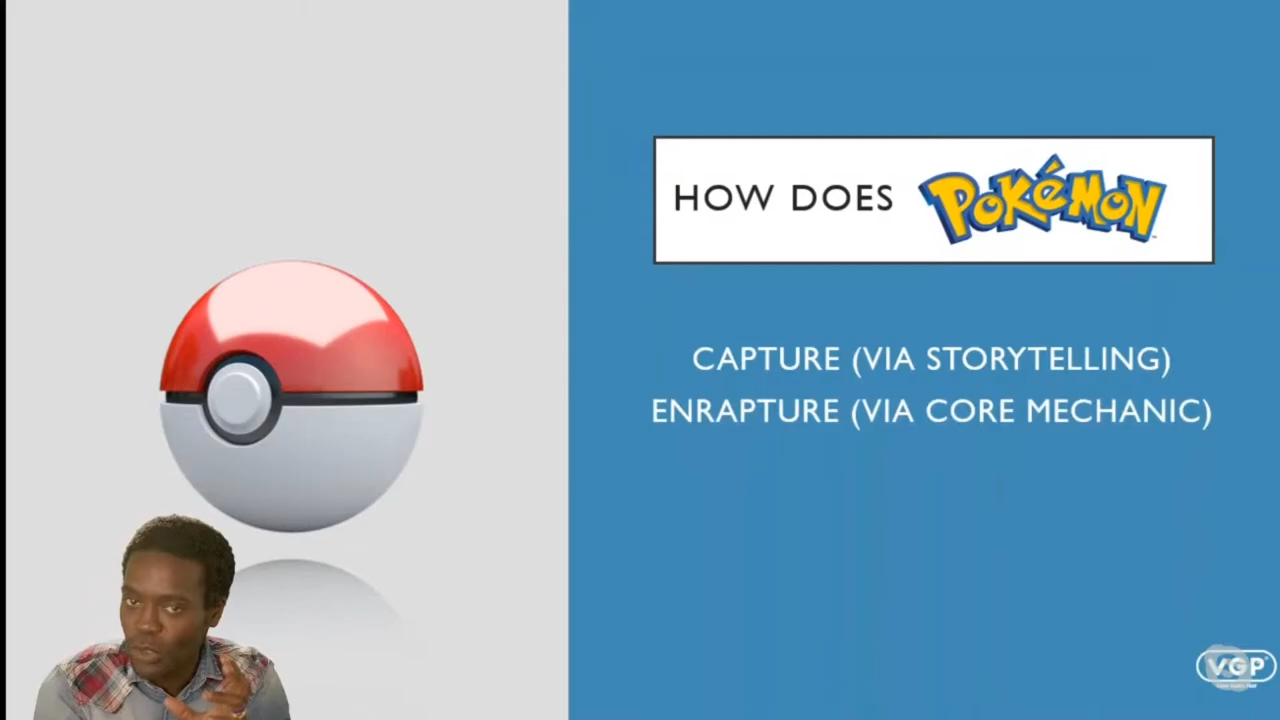 HOW DOES POKéMON
CAPTURE (VIA STORYTELLING)
ENRAPTURE (VIA CORE MECHANIC)
VGP